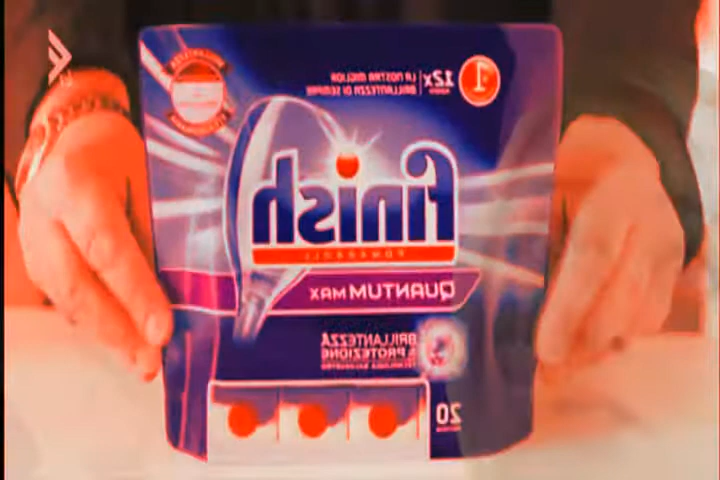 1
12x
LA NOSTRA MIGLIOR
BRILLANTEZZA DI SEMPRE
finish
POWERBALL
QUANTUM MAX
BRILLANTEZZA
& PROTEZIONE
20